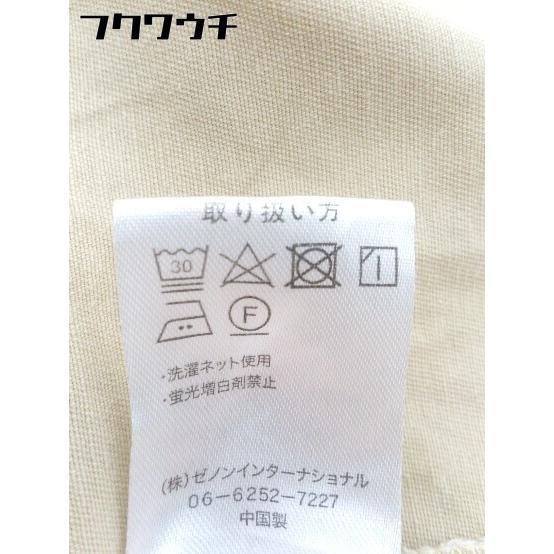 フクワウチ
取り扱い方
30
F
・洗濯ネット使用
・蛍光増白剤禁止
(株)ゼノンインターナショナル
06-6252-7227
中国製